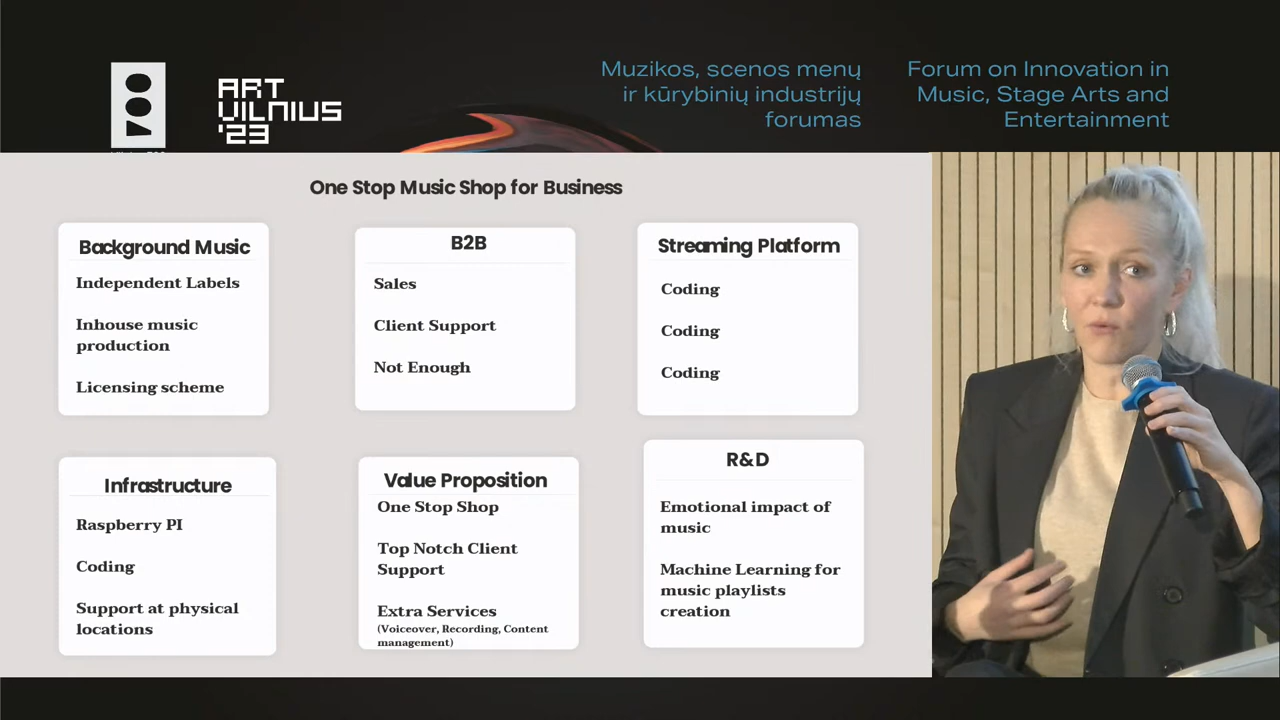 ART
VILNIUS
'23
Muzikos, scenos menų
ir kūrybinių industrijų
forumas
Forum on Innovation in
Music, Stage Arts and
Entertainment
One Stop Music Shop for Business
Background Music
Independent Labels
Inhouse music
production
Licensing scheme
B2B
Sales
Client Support
Not Enough
Streaming Platform
Coding
Coding
Coding
Infrastructure
Raspberry PI
Coding
Support at physical
locations
Value Proposition
One Stop Shop
Top Notch Client
Support
Extra Services
(Voiceover, Recording, Content
management)
R&D
Emotional impact of
music
Machine Learning for
music playlists
creation